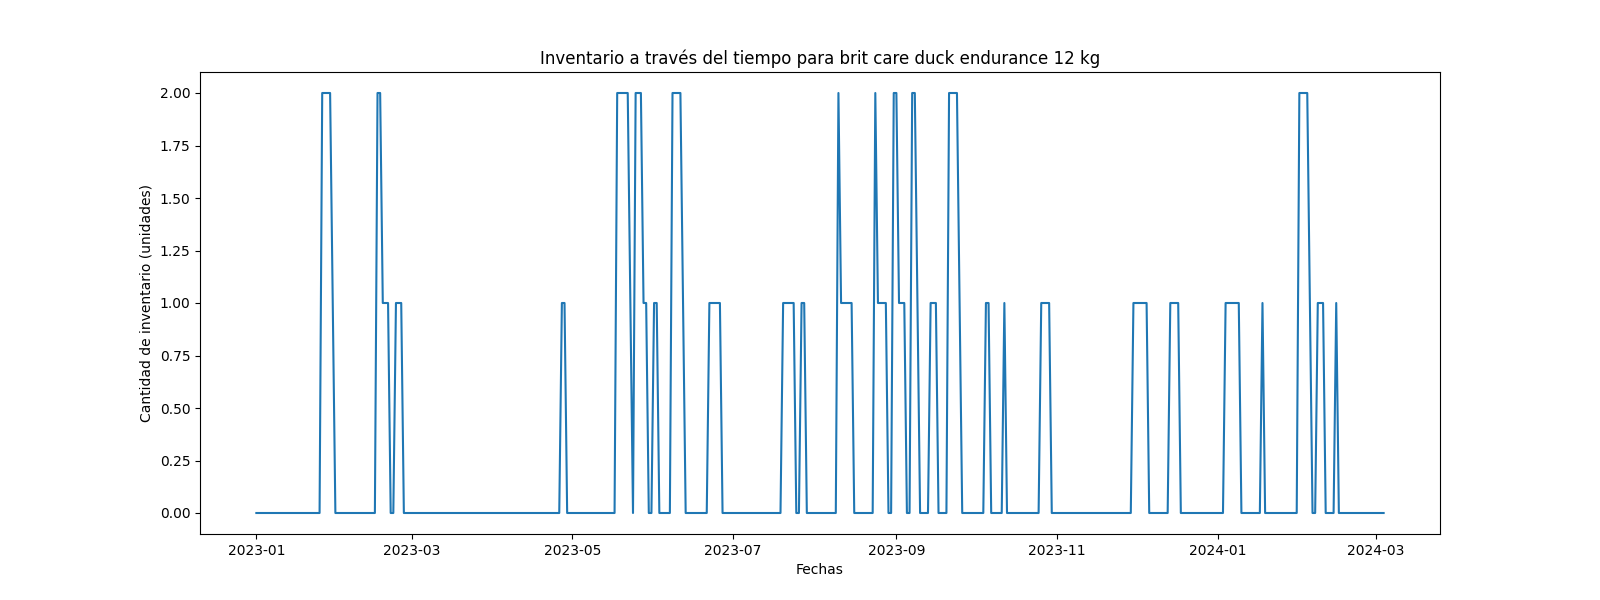 Inventario a través del tiempo para brit care duck endurance 12 kg
Cantidad de inventario (unidades)
2.00
1.75
1.50
1.25
1.00
0.75
0.50
0.25
0.00
2023-01 2023-03 2023-05 2023-07 2023-09 2023-11 2024-01 2024-03
Fechas